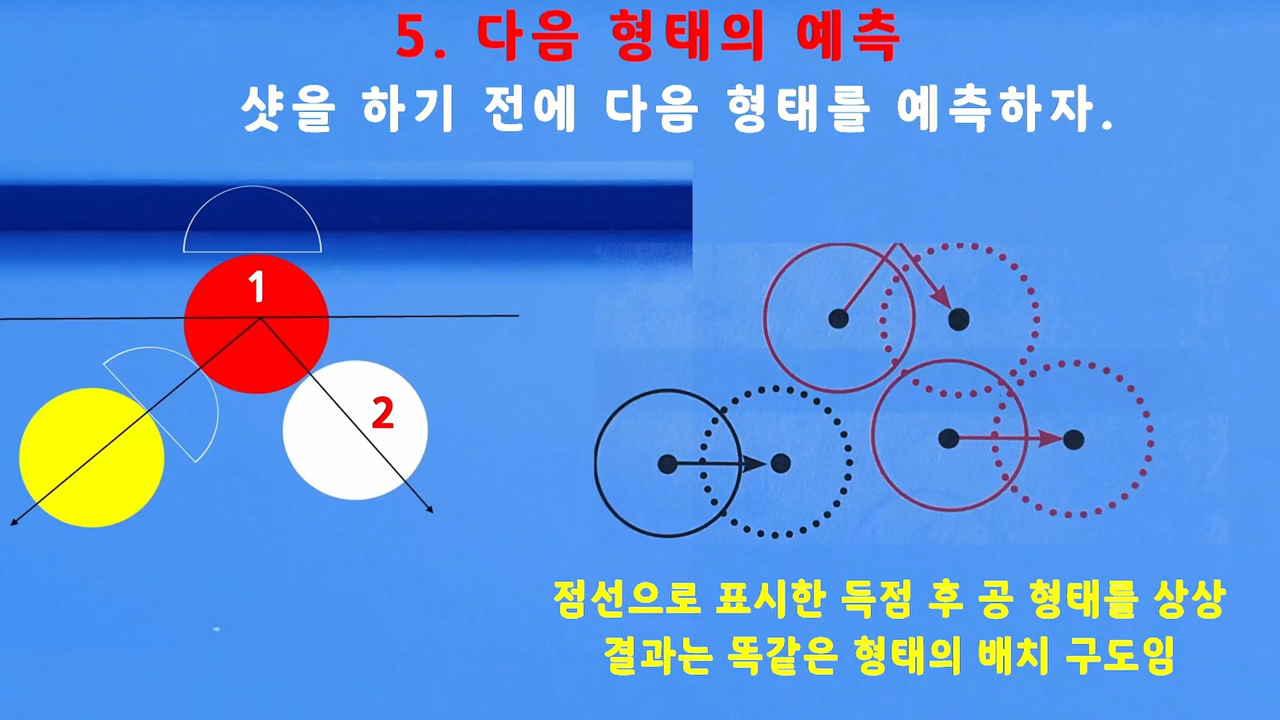 5. 다음 형태의 예측
샷을 하기 전에 다음 형태를 예측하자.
1
2
점선으로 표시한 득점 후 공 형태를 상상
결과는 똑같은 형태의 배치 구도임